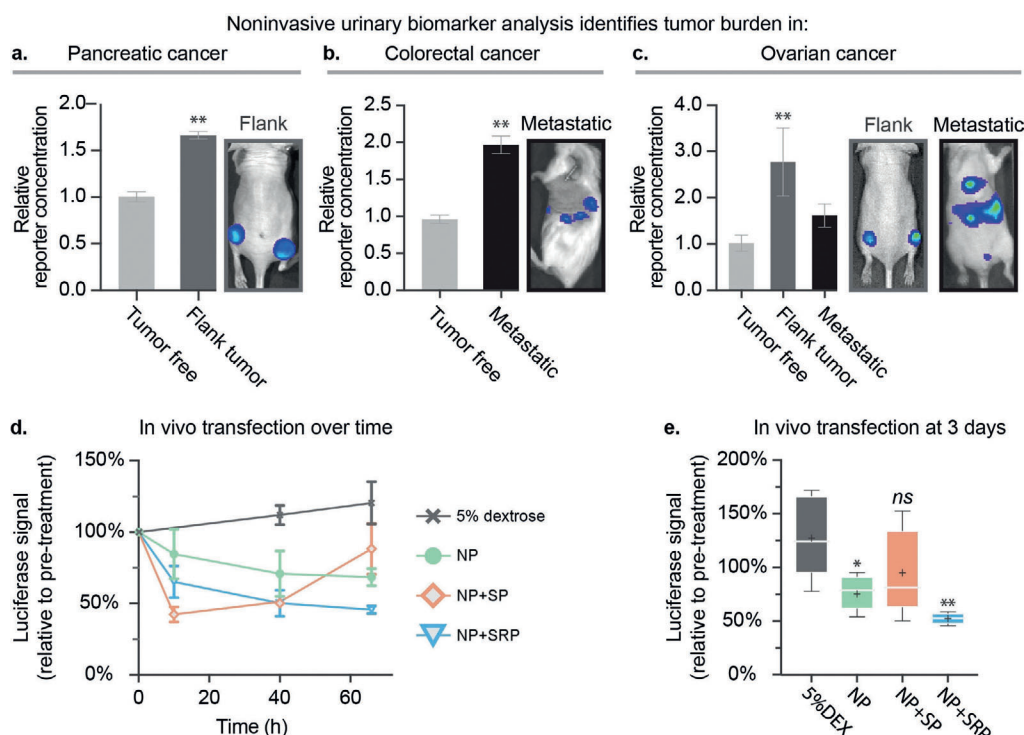 Noninvasive urinary biomarker analysis identifies tumor burden in:
a. Pancreatic cancer
b. Colorectal cancer
c. Ovarian cancer
Relative
reporter concentration
2.0
1.5
1.0
0.5
0.0
**
Flank
Tumor free
Flank tumor
Relative
reporter concentration
2.5
2.0
1.5
1.0
0.5
0.0
**
Metastatic
Tumor free
Metastatic
Relative
reporter concentration
4.0
3.0
2.0
1.0
0.0
**
Flank
Metastatic
Tumor free
Flank tumor
Metastatic
d. In vivo transfection over time
Luciferase signal
(relative to pre-treatment)
150%
100%
50%
0%
0
20
40
60
Time (h)
5% dextrose
NP
NP+SP
NP+SRP
e. In vivo transfection at 3 days
Luciferase signal
(relative to pre-treatment)
200%
150%
100%
50%
0%
*
ns
**
5%DEX
NP
NP+SP
NP+SRP